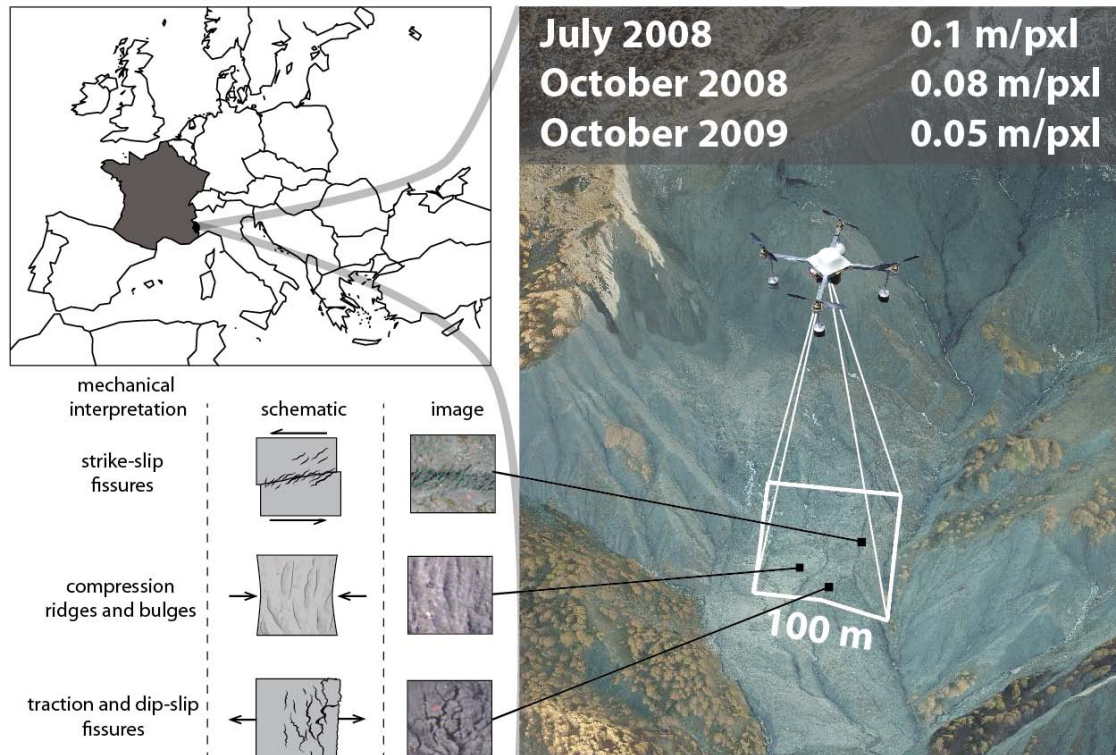 July 2008 0.1 m/pxl
October 2008 0.08 m/pxl
October 2009 0.05 m/pxl
mechanical
interpretation
schematic
image
strike-slip
fissures
compression
ridges and bulges
traction and dip-slip
fissures
100 m